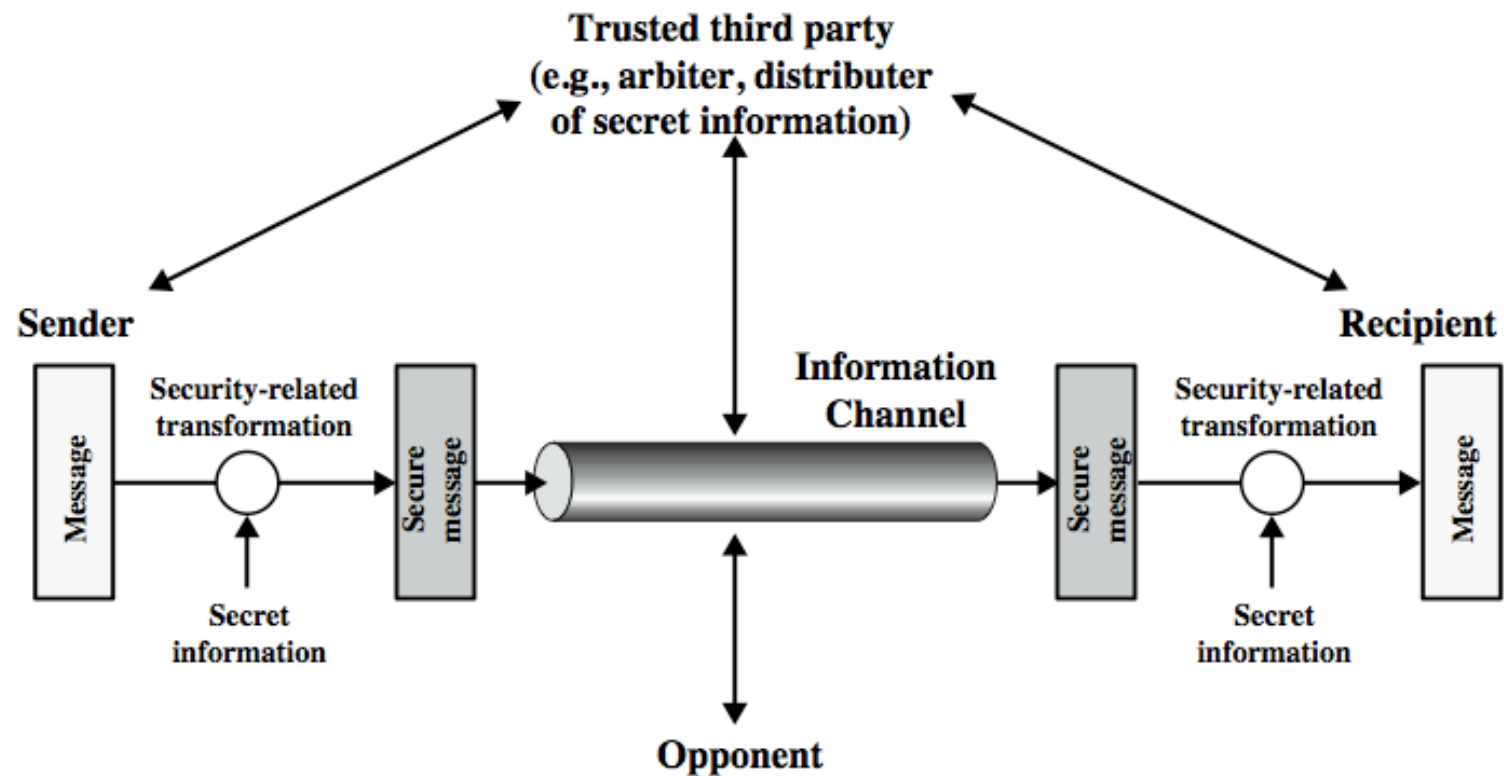 Trusted third party
(e.g., arbiter, distributer
of secret information)
Sender
Recipient
Information
Channel
Security-related
transformation
Security-related
transformation
Message
Secure
message
Secure
message
Message
Secret
information
Secret
information
Opponent